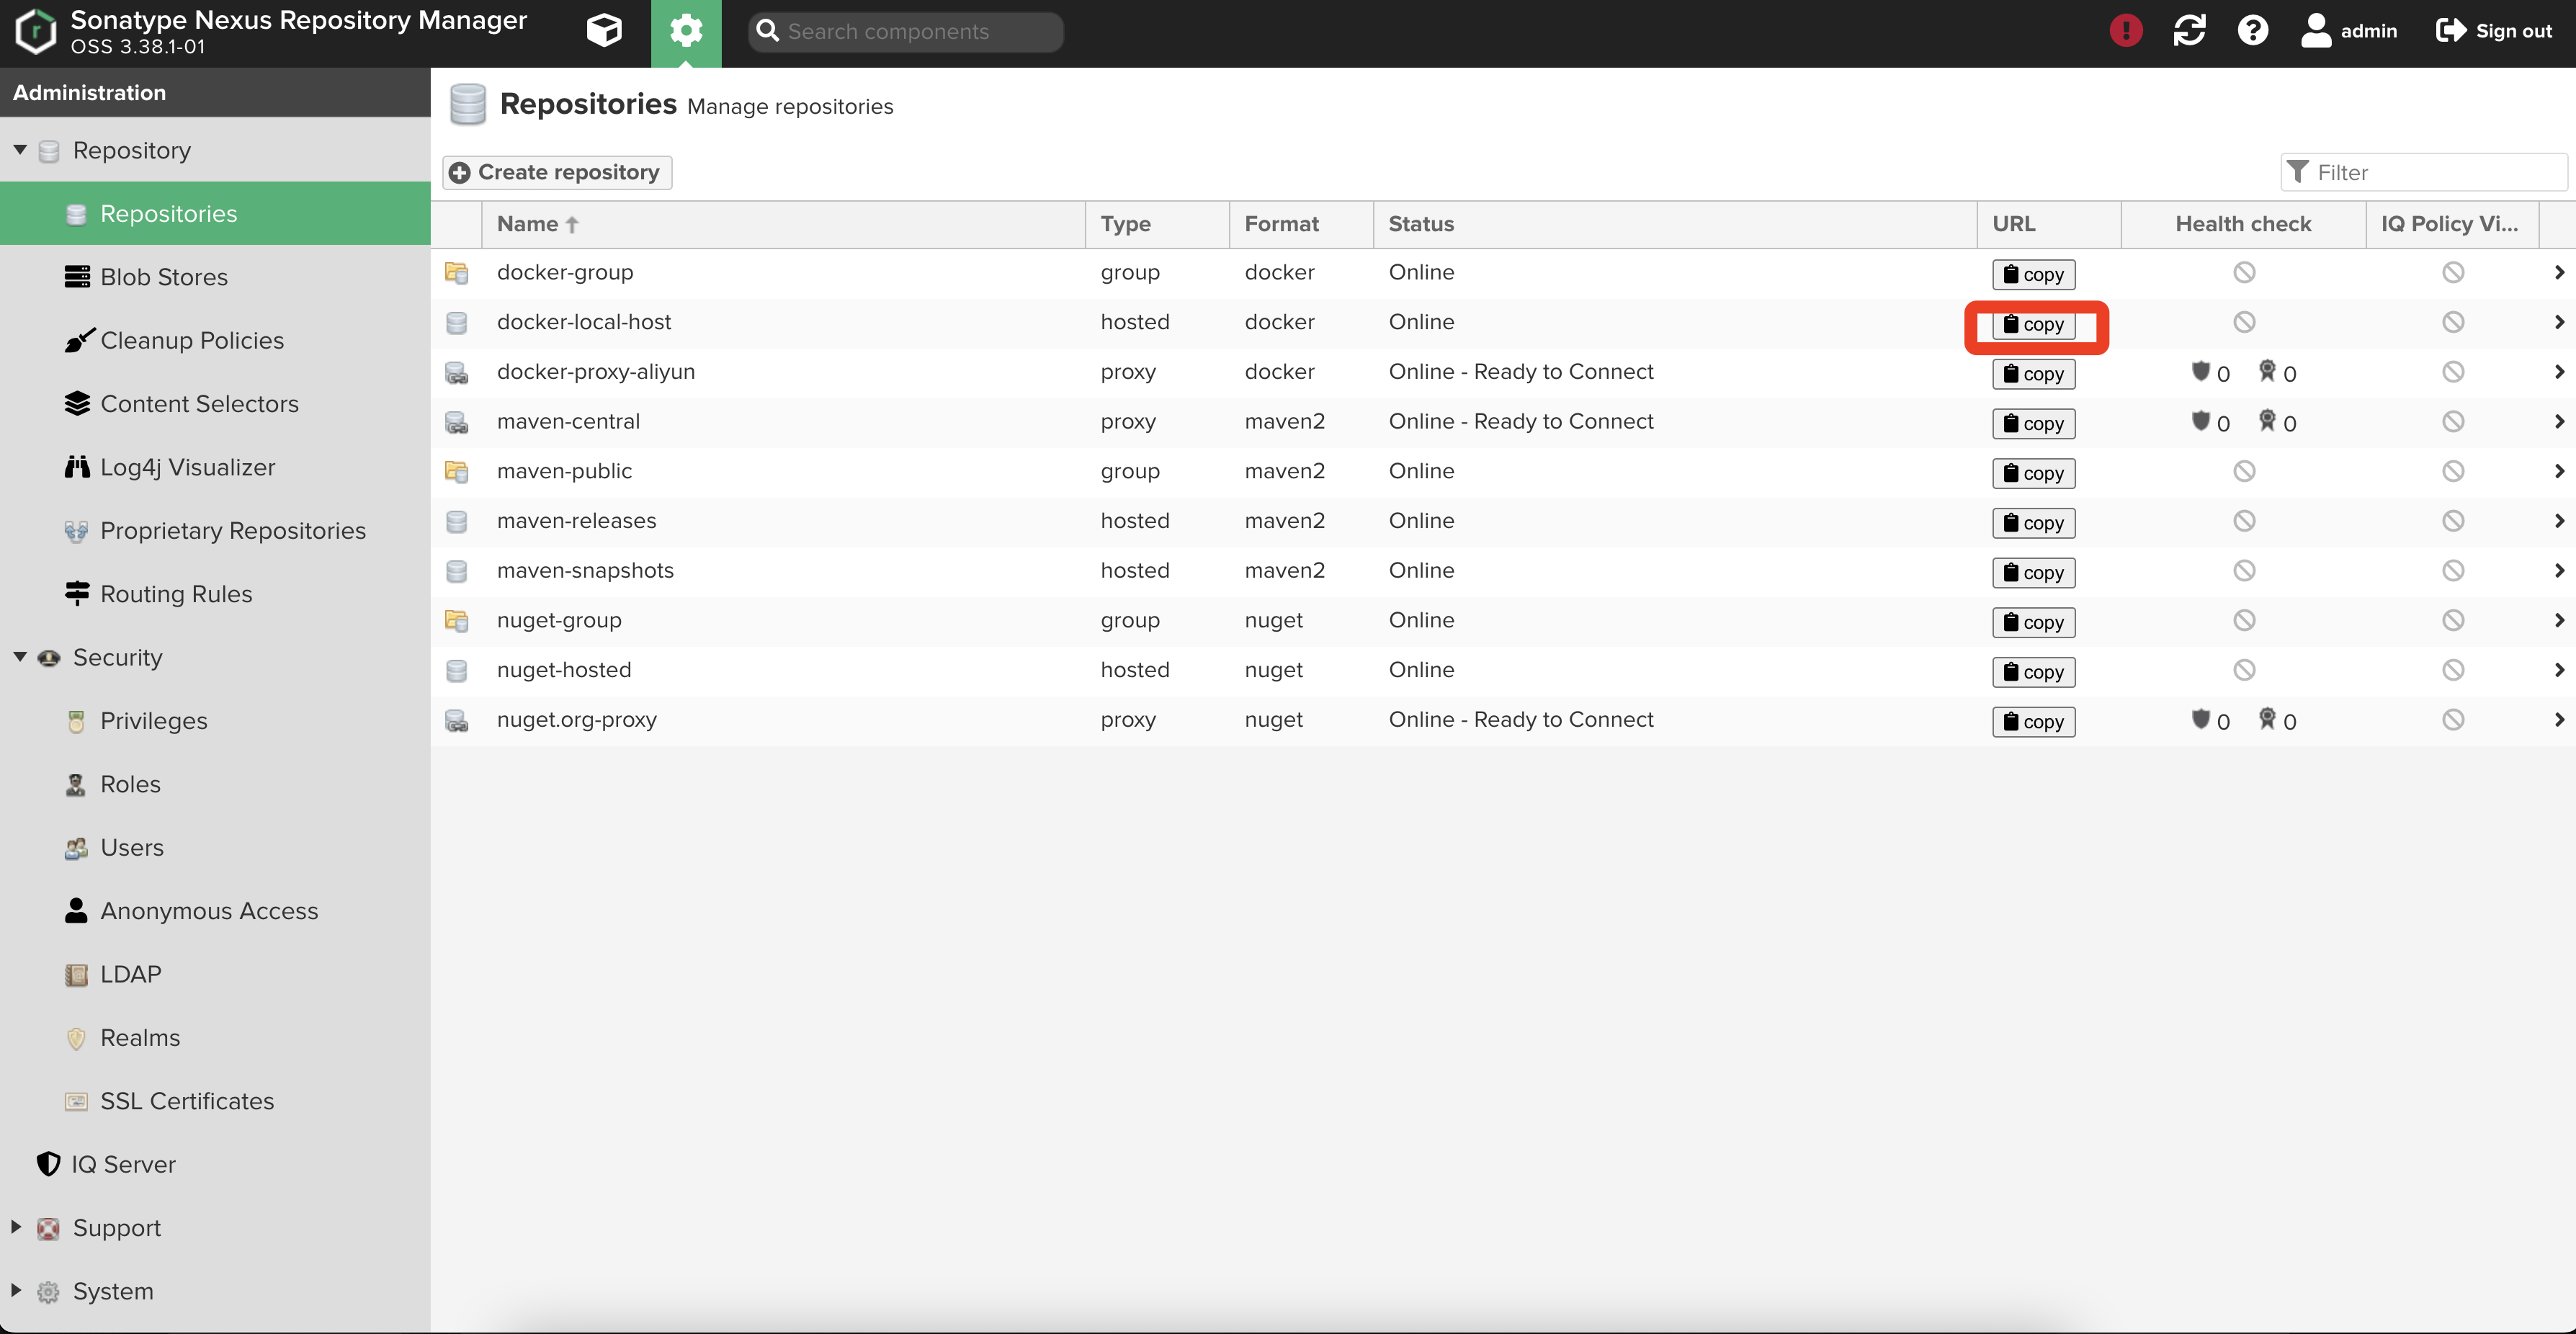 Sonatype Nexus Repository Manager
OSS 3.38.1-01
Search components
admin
Sign out
Administration
Repository
Repositories
Blob Stores
Cleanup Policies
Content Selectors
Log4j Visualizer
Proprietary Repositories
Routing Rules
Security
Privileges
Roles
Users
Anonymous Access
LDAP
Realms
SSL Certificates
IQ Server
Support
System
Repositories Manage repositories
Create repository
Filter
Name Type Format Status URL Health check IQ Policy Vi...
docker-group group docker Online copy
docker-local-host hosted docker Online copy
docker-proxy-aliyun proxy docker Online - Ready to Connect copy 0 0
maven-central proxy maven2 Online - Ready to Connect copy 0 0
maven-public group maven2 Online copy
maven-releases hosted maven2 Online copy
maven-snapshots hosted maven2 Online copy
nuget-group group nuget Online copy
nuget-hosted hosted nuget Online copy
nuget.org-proxy proxy nuget Online - Ready to Connect copy 0 0